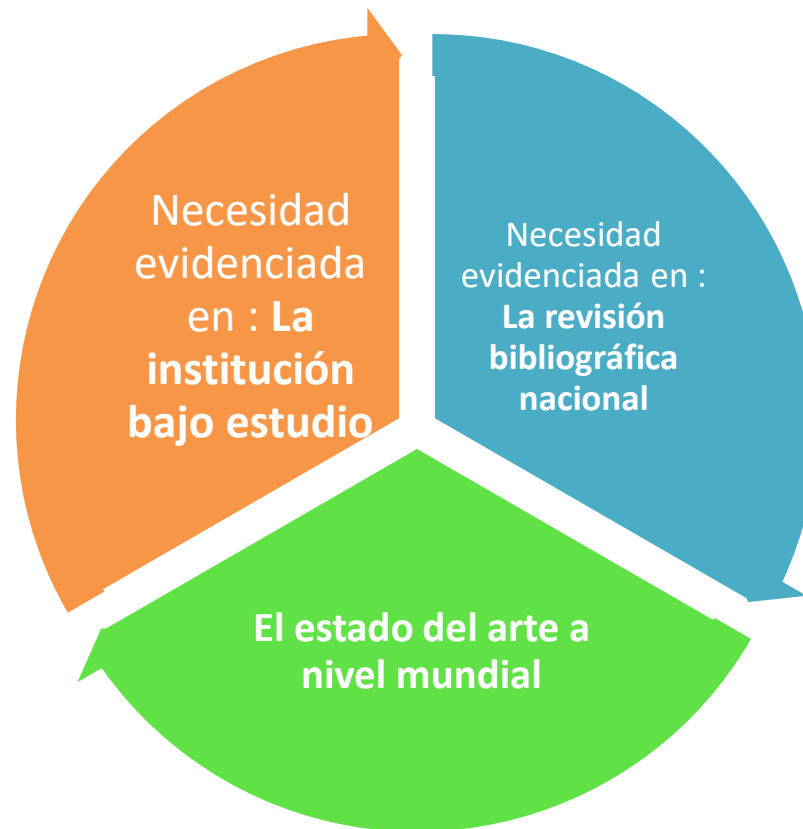 Necesidad
evidenciada
en : La
institución
bajo estudio
Necesidad
evidenciada en :
La revisión
bibliográfica
nacional
El estado del arte a
nivel mundial